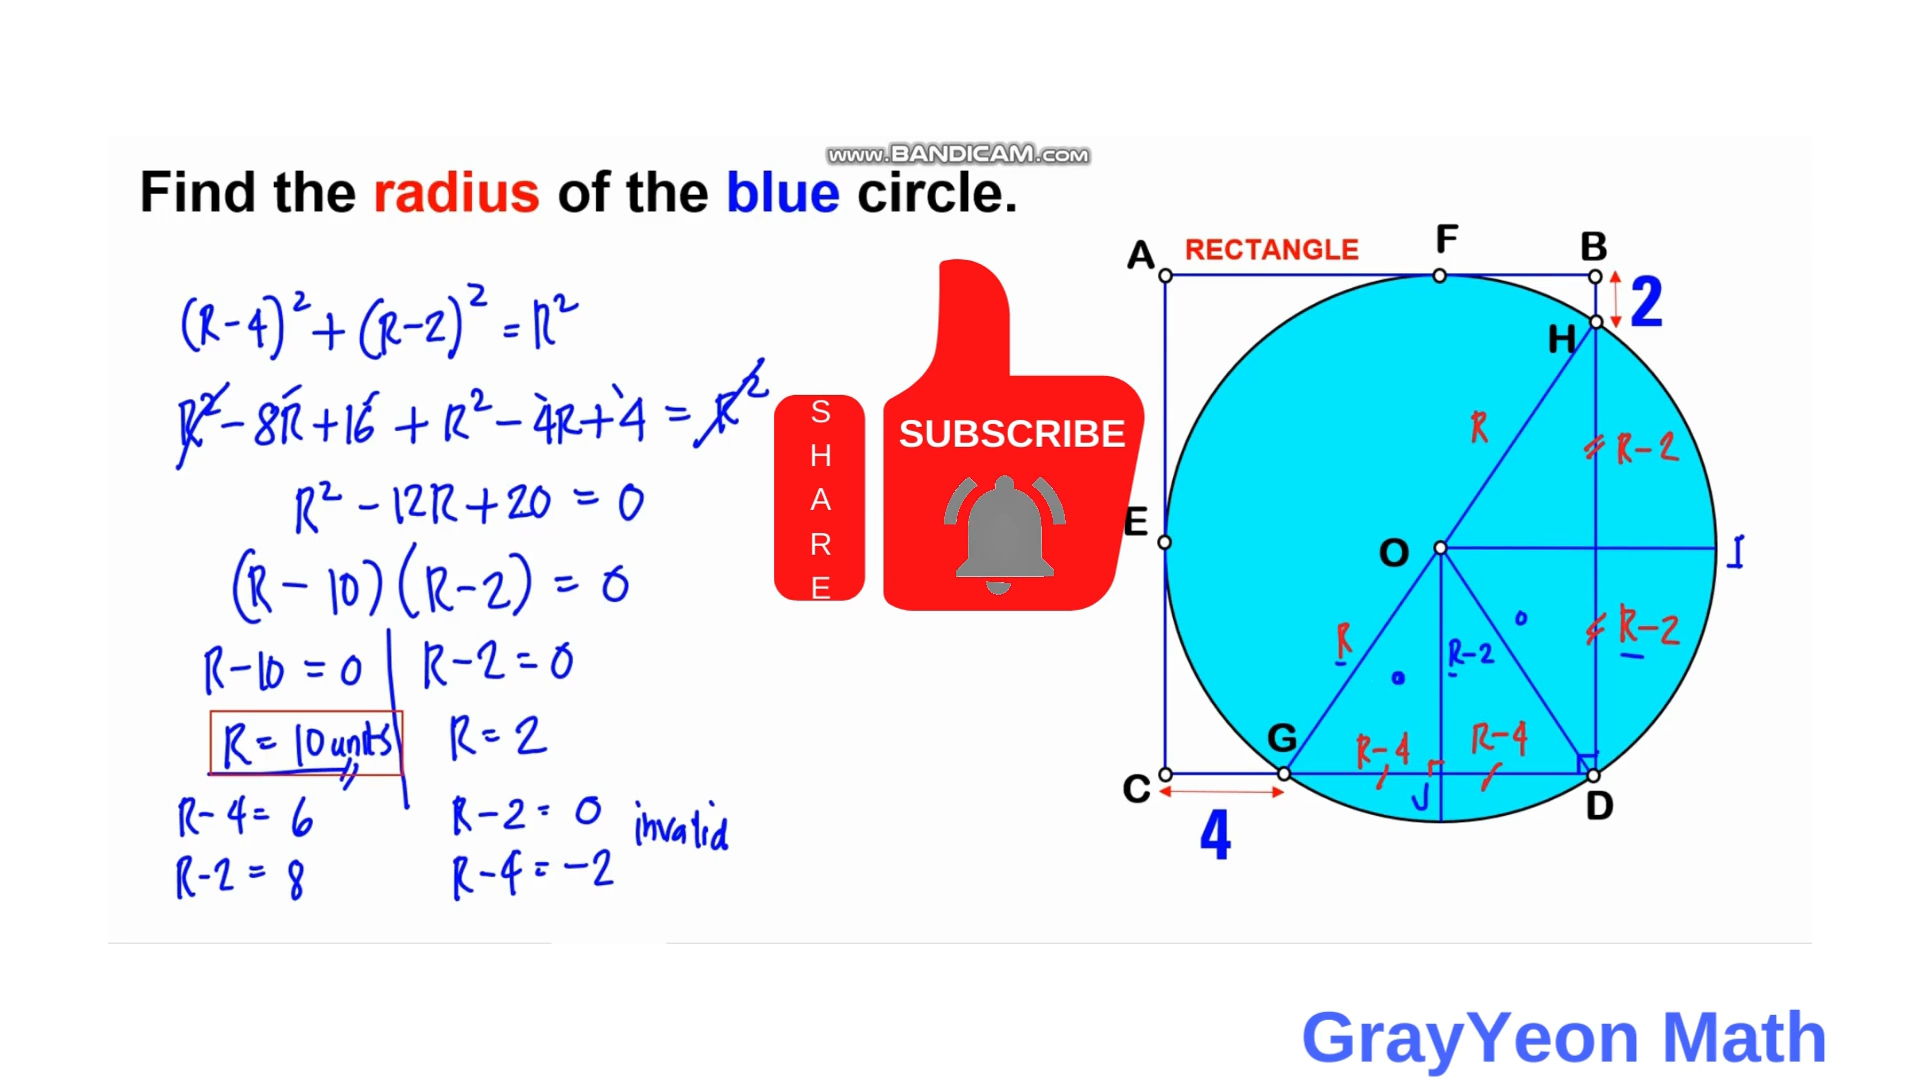 www.BANDICAM.com
Find the radius of the blue circle.
(R-4)² + (R-2)² = R²
R² - 8R + 16 + R² - 4R + 4 = R²
R² - 12R + 20 = 0
(R - 10)(R - 2) = 0
R - 10 = 0
R - 2 = 0
R = 10 units
R = 2
R - 4 = 6
R - 2 = 0
invalid
R - 2 = 8
R - 4 = -2
S
H
A
R
E
SUBSCRIBE
A
RECTANGLE
F
B
2
H
R
R-2
E
O
I
R
R-2
R-2
G
R-4
R-4
C
J
D
4
GrayYeon Math